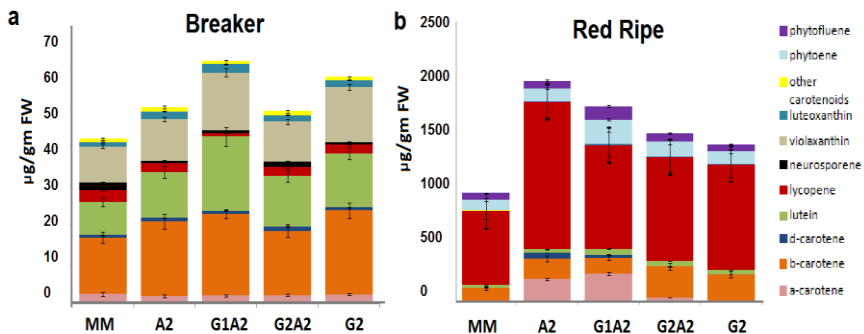 a
Breaker
70
60
50
40
30
20
10
0
µg/gm FW
MM A2 G1A2 G2A2 G2
b
Red Ripe
2500
2000
1500
1000
500
0
µg/gm FW
MM A2 G1A2 G2A2 G2
phytofluene
phytoene
other
carotenoids
luteoxanthin
violaxanthin
neurosporene
lycopene
lutein
d-carotene
b-carotene
a-carotene